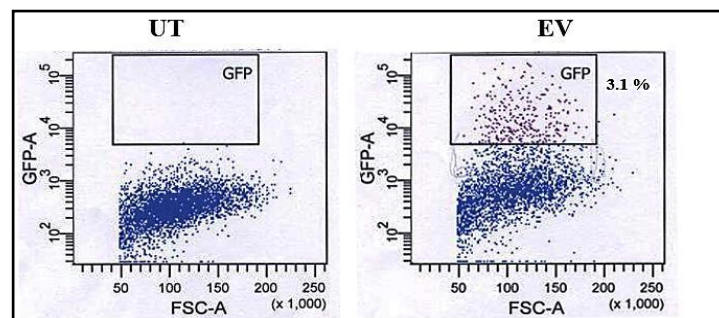 UT
EV
GFP
GFP
3.1 %
GFP-A
10^5
10^4
10^3
10^2
50 100 150 200 250
FSC-A (x 1,000)
GFP-A
10^5
10^4
10^3
10^2
50 100 150 200 250
FSC-A (x 1,000)